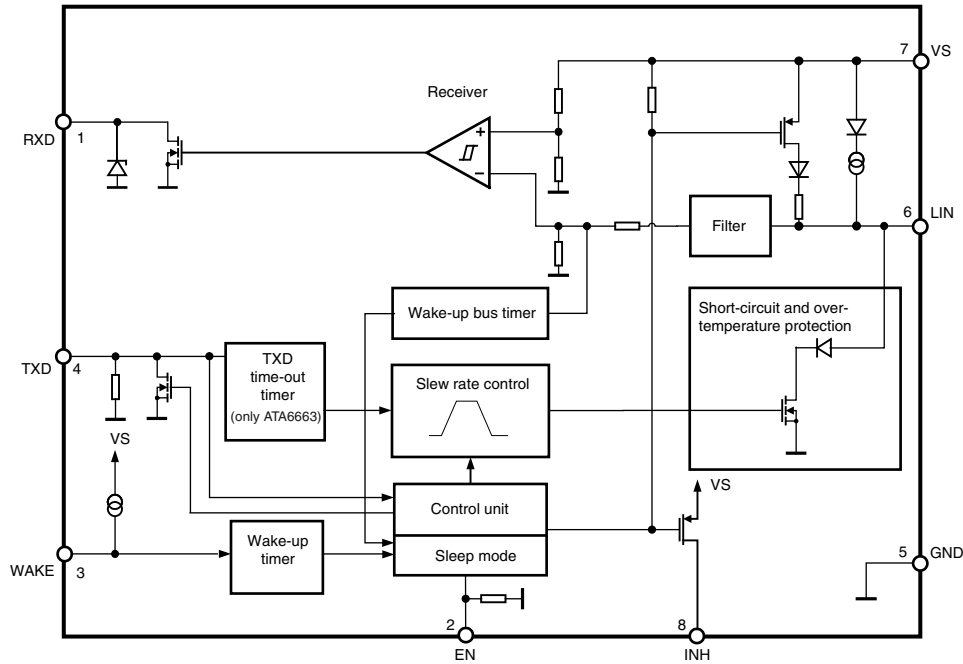 7
VS
Receiver
RXD
1
+
−
6
LIN
Filter
Wake-up bus timer
Short-circuit and over-
temperature protection
TXD
4
TXD
time-out
timer
(only ATA6663)
Slew rate control
VS
VS
Control unit
Wake-up
timer
Sleep mode
WAKE
3
5
GND
2
EN
8
INH